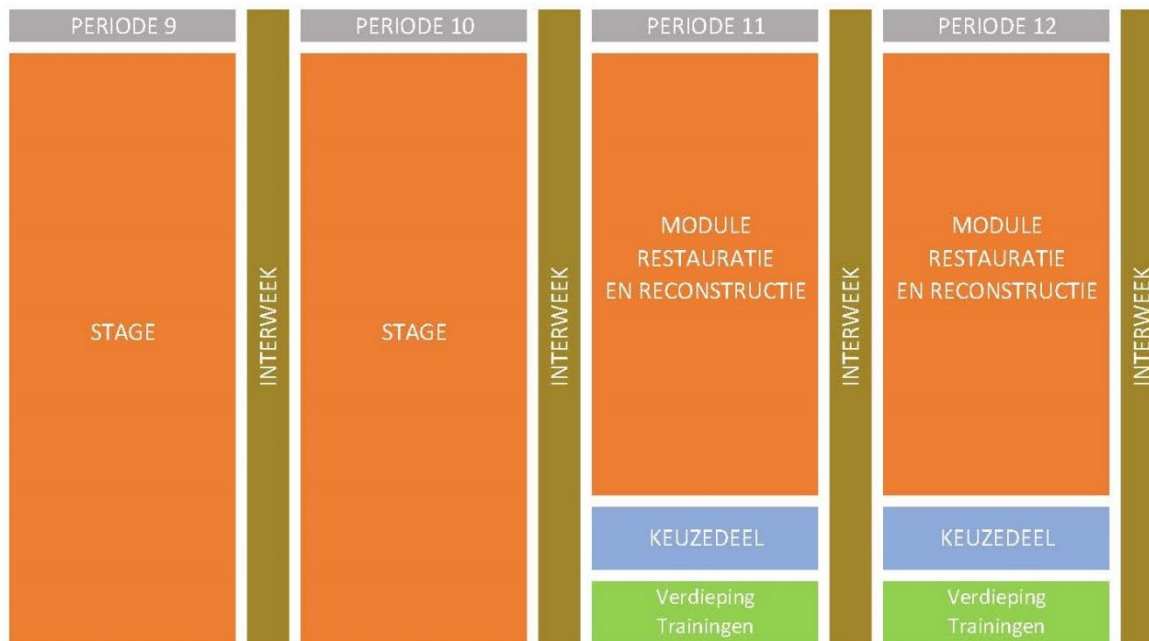 PERIODE 9
STAGE
INTERWEEK
PERIODE 10
STAGE
INTERWEEK
PERIODE 11
MODULE
RESTAURATIE
EN RECONSTRUCTIE
KEUZEDEEL
Verdieping
Trainingen
INTERWEEK
PERIODE 12
MODULE
RESTAURATIE
EN RECONSTRUCTIE
KEUZEDEEL
Verdieping
Trainingen
INTERWEEK